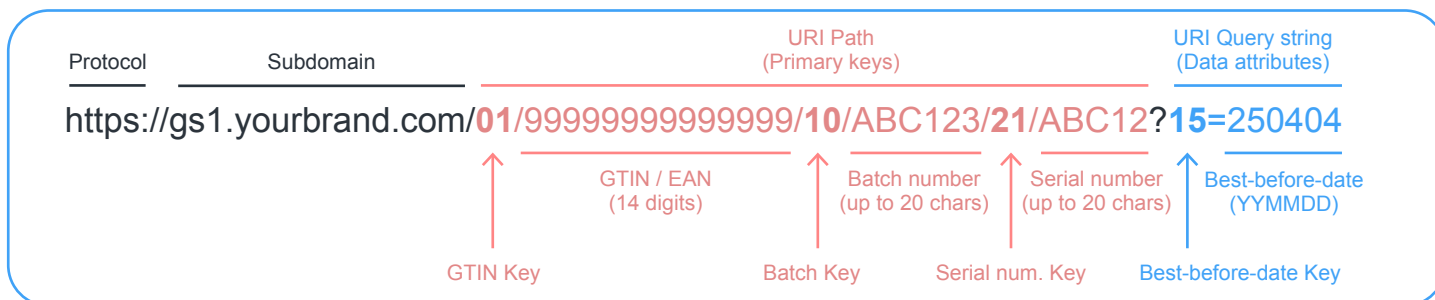 URI Path
(Primary keys)
URI Query string
(Data attributes)
Protocol
Subdomain
https://gs1.yourbrand.com/01/99999999999999/10/ABC123/21/ABC12?15=250404
GTIN / EAN
(14 digits)
Batch number
(up to 20 chars)
Serial number
(up to 20 chars)
Best-before-date
(YYMMDD)
GTIN Key
Batch Key
Serial num. Key
Best-before-date Key